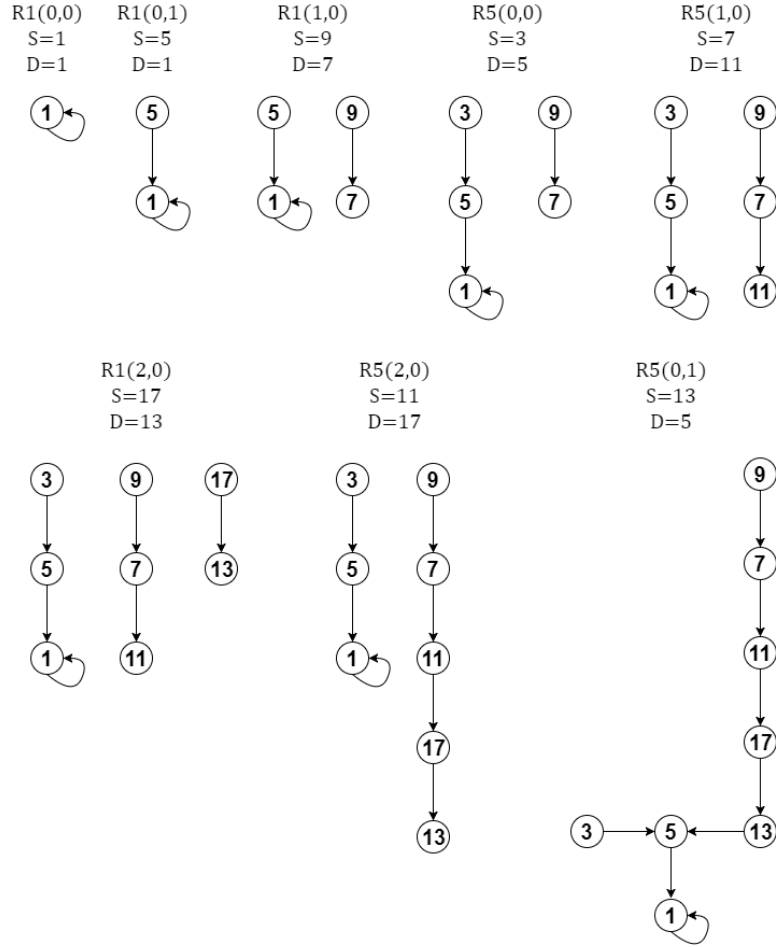 R1(0,0)
S=1
D=1
1
R1(0,1)
S=5
D=1
5
1
R1(1,0)
S=9
D=7
5 9
1 7
R5(0,0)
S=3
D=5
3 9
5 7
1
R5(1,0)
S=7
D=11
3 9
5 7
1 11
R1(2,0)
S=17
D=13
3 9 17
5 7 13
1 11
R5(2,0)
S=11
D=17
3 9
5 7
1 11
17
13
R5(0,1)
S=13
D=5
9
7
11
17
3 5 13
1